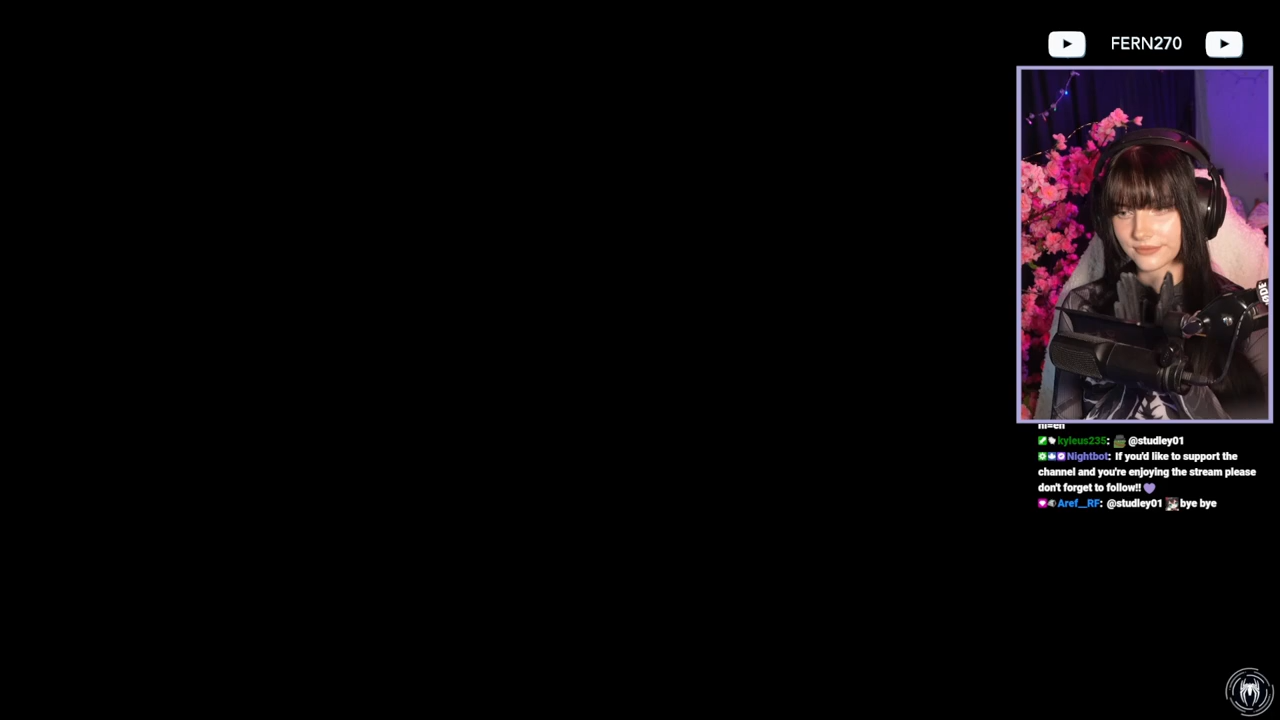 FERN270
kyleus235: @studley01
Nightbot: If you'd like to support the
channel and you're enjoying the stream please
don't forget to follow!!
Aref__RF: @studley01 bye bye